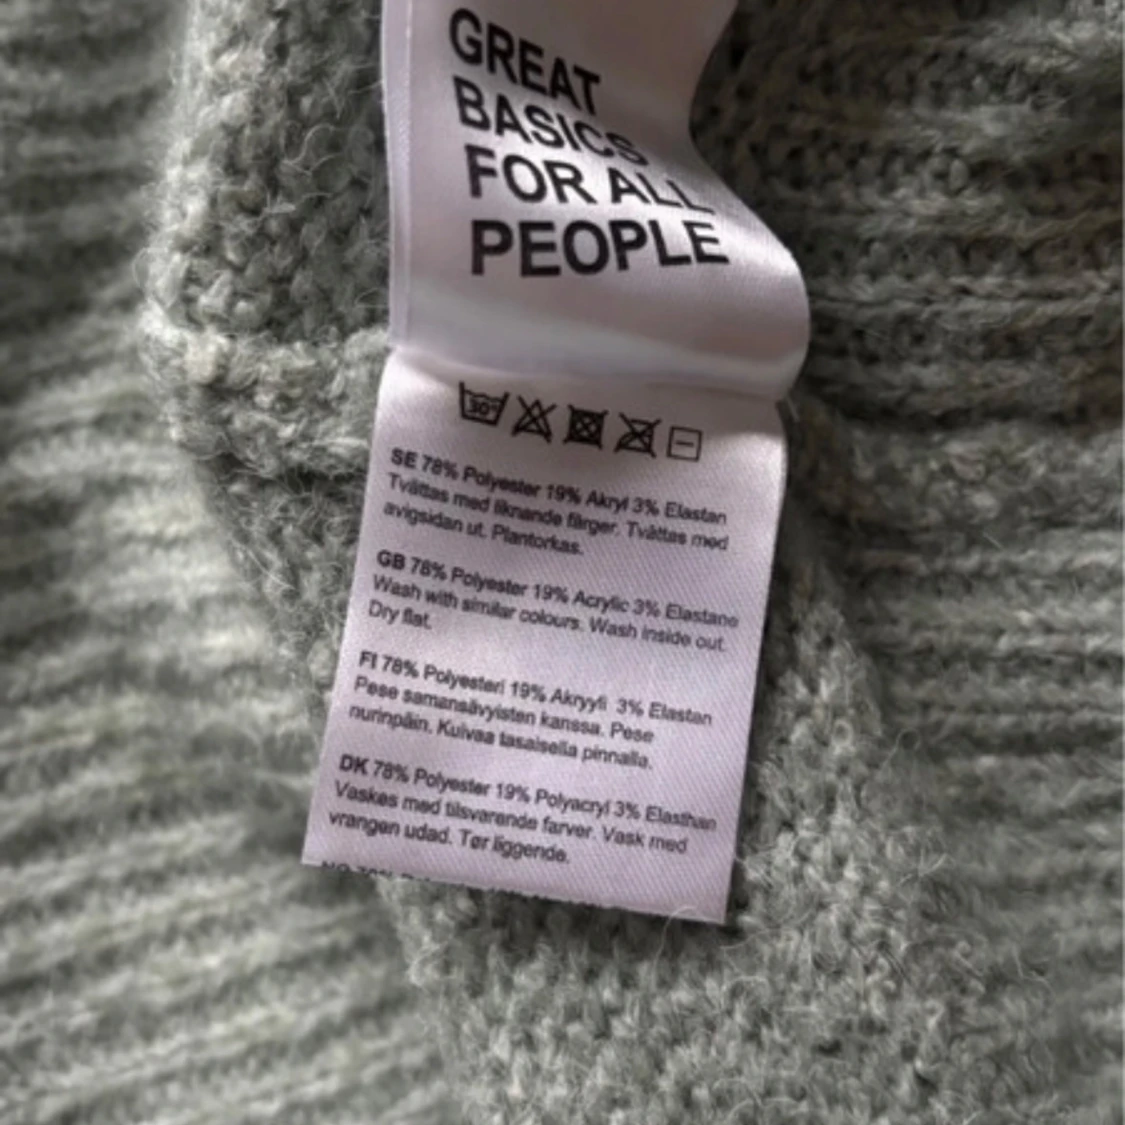 GREAT
BASICS
FOR ALL
PEOPLE
30°
SE 78% Polyester 19% Akryl 3% Elastan
Tvättas med liknande färger. Tvättas med
avigsidan ut. Plantorkas.
GB 78% Polyester 19% Acrylic 3% Elastane
Wash with similar colours. Wash inside out.
Dry flat.
FI 78% Polyesteri 19% Akryyli 3% Elastan
Pese samansävyisten kanssa. Pese
nurinpäin. Kuivaa tasaisella pinnalla.
DK 78% Polyester 19% Polyacryl 3% Elasthan
Vaskes med tilsvarende farver. Vask med
vrangen udad. Tør liggende.